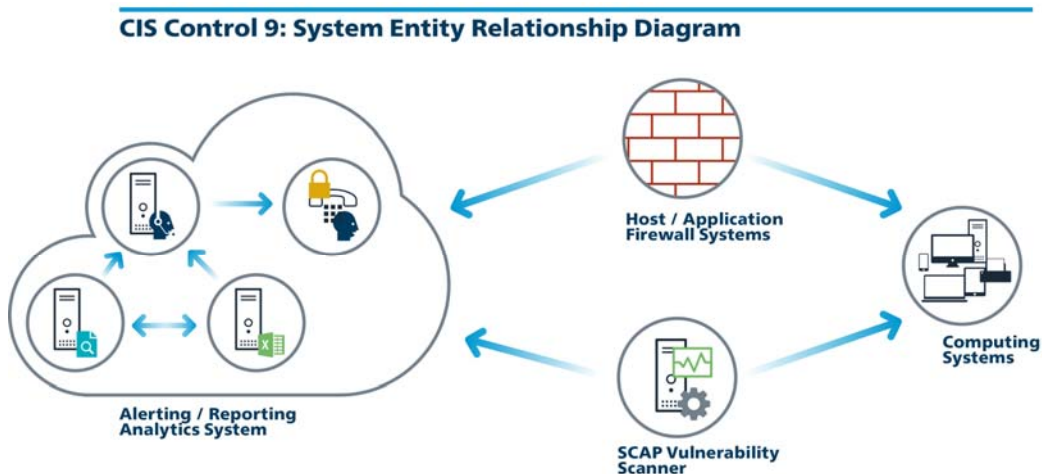 CIS Control 9: System Entity Relationship Diagram
Host / Application
Firewall Systems
Computing
Systems
Alerting / Reporting
Analytics System
SCAP Vulnerability
Scanner